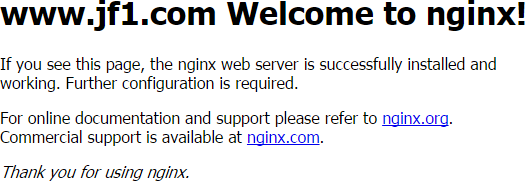 www.jf1.com Welcome to nginx!
If you see this page, the nginx web server is successfully installed and
working. Further configuration is required.
For online documentation and support please refer to nginx.org.
Commercial support is available at nginx.com.
Thank you for using nginx.